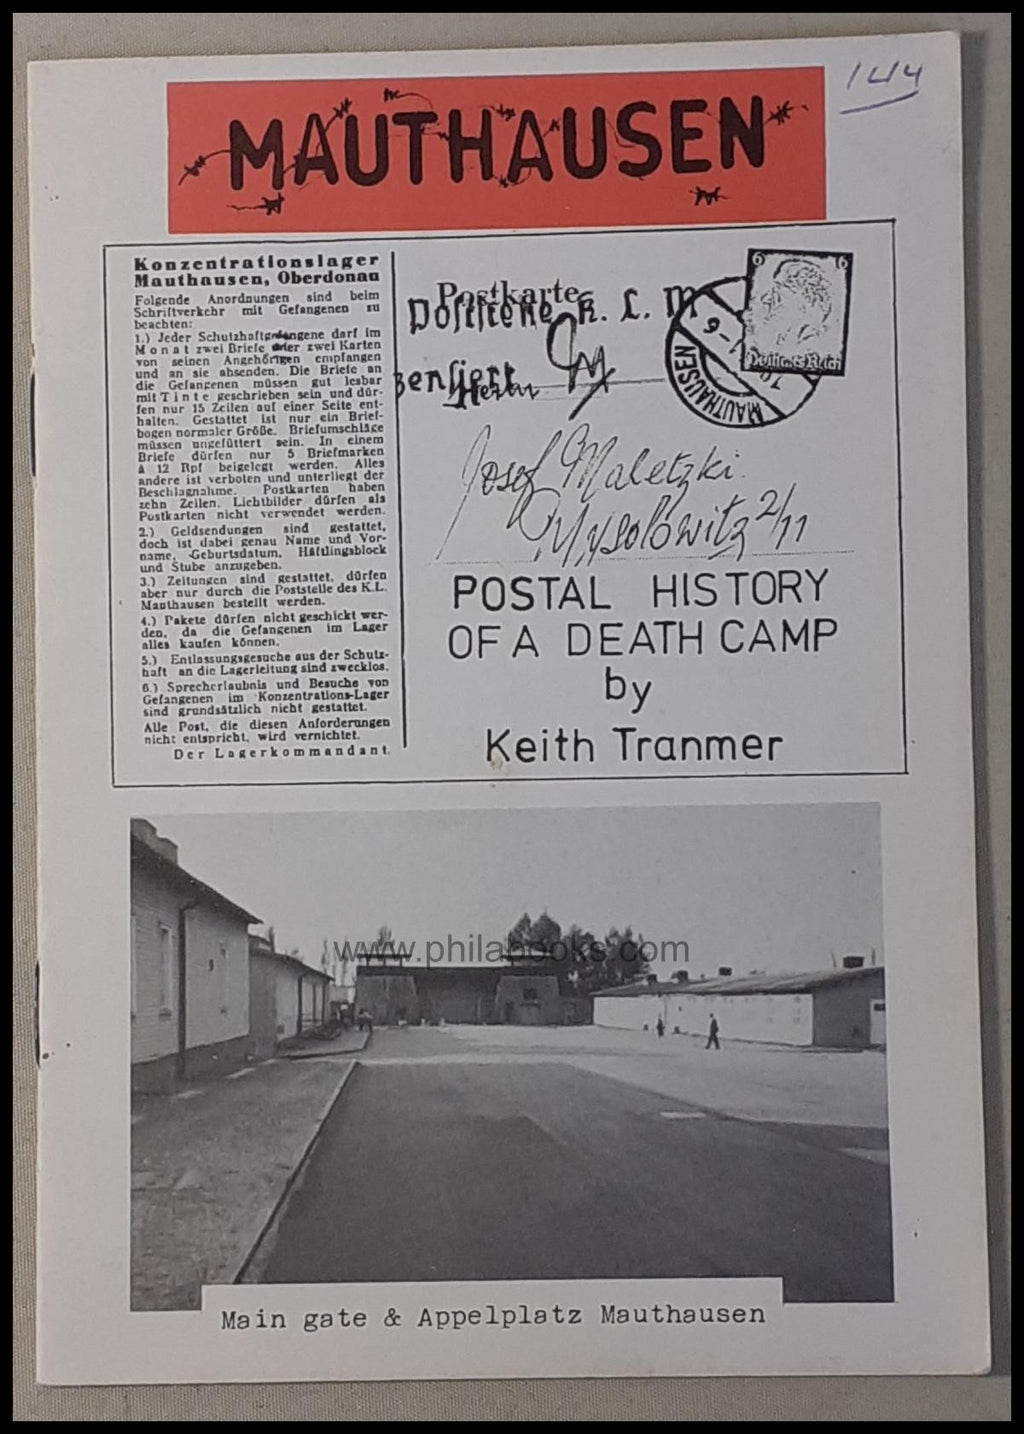 144
MAUTHAUSEN
Konzentrationslager
Mauthausen, Oberdonau
Folgende Anordnungen sind beim
Schriftverkehr mit Gefangenen zu
beachten:
1.) Jeder Schutzhaftgefangene darf im
Monat zwei Briefe oder zwei Karten
von seinen Angehörigen empfangen
und an sie absenden. Die Briefe an
die Gefangenen müssen gut lesbar
mit Tinte geschrieben sein und dür-
fen nur 15 Zeilen auf einer Seite ent-
halten. Gestattet ist nur ein Brief-
bogen normaler Größe. Briefumschläge
müssen ungefüttert sein. In einem
Briefe dürfen nur 5 Briefmarken
à 12 Rpf beigelegt werden. Alles
andere ist verboten und unterliegt der
Beschlagnahme. Postkarten haben
zehn Zeilen. Lichtbilder dürfen als
Postkarten nicht verwendet werden.
2.) Geldsendungen sind gestattet,
doch ist dabei genau Name und Vor-
name, Geburtsdatum, Häftlingsblock
und Stube anzugeben.
3.) Zeitungen sind gestattet, dürfen
aber nur durch die Poststelle des K.L.
Mauthausen bestellt werden.
4.) Pakete dürfen nicht geschickt wer-
den, da die Gefangenen im Lager
alles kaufen können.
5.) Entlassungsgesuche aus der Schutz-
haft an die Lagerleitung sind zwecklos.
6.) Sprecherlaubnis und Besuche von
Gefangenen im Konzentrations-Lager
sind grundsätzlich nicht gestattet.
Alle Post, die diesen Anforderungen
nicht entspricht, wird vernichtet.
Der Lagerkommandant.
Postkarte
Poststelle K. L. M
zensiert
Herrn
6 6
Deutsches Reich
MAUTHAUSEN
Josef Maletzki
Mysolowitz 2/11
POSTAL HISTORY
OF A DEATH CAMP
by
Keith Tranmer
www.philabooks.com
Main gate & Appelplatz Mauthausen